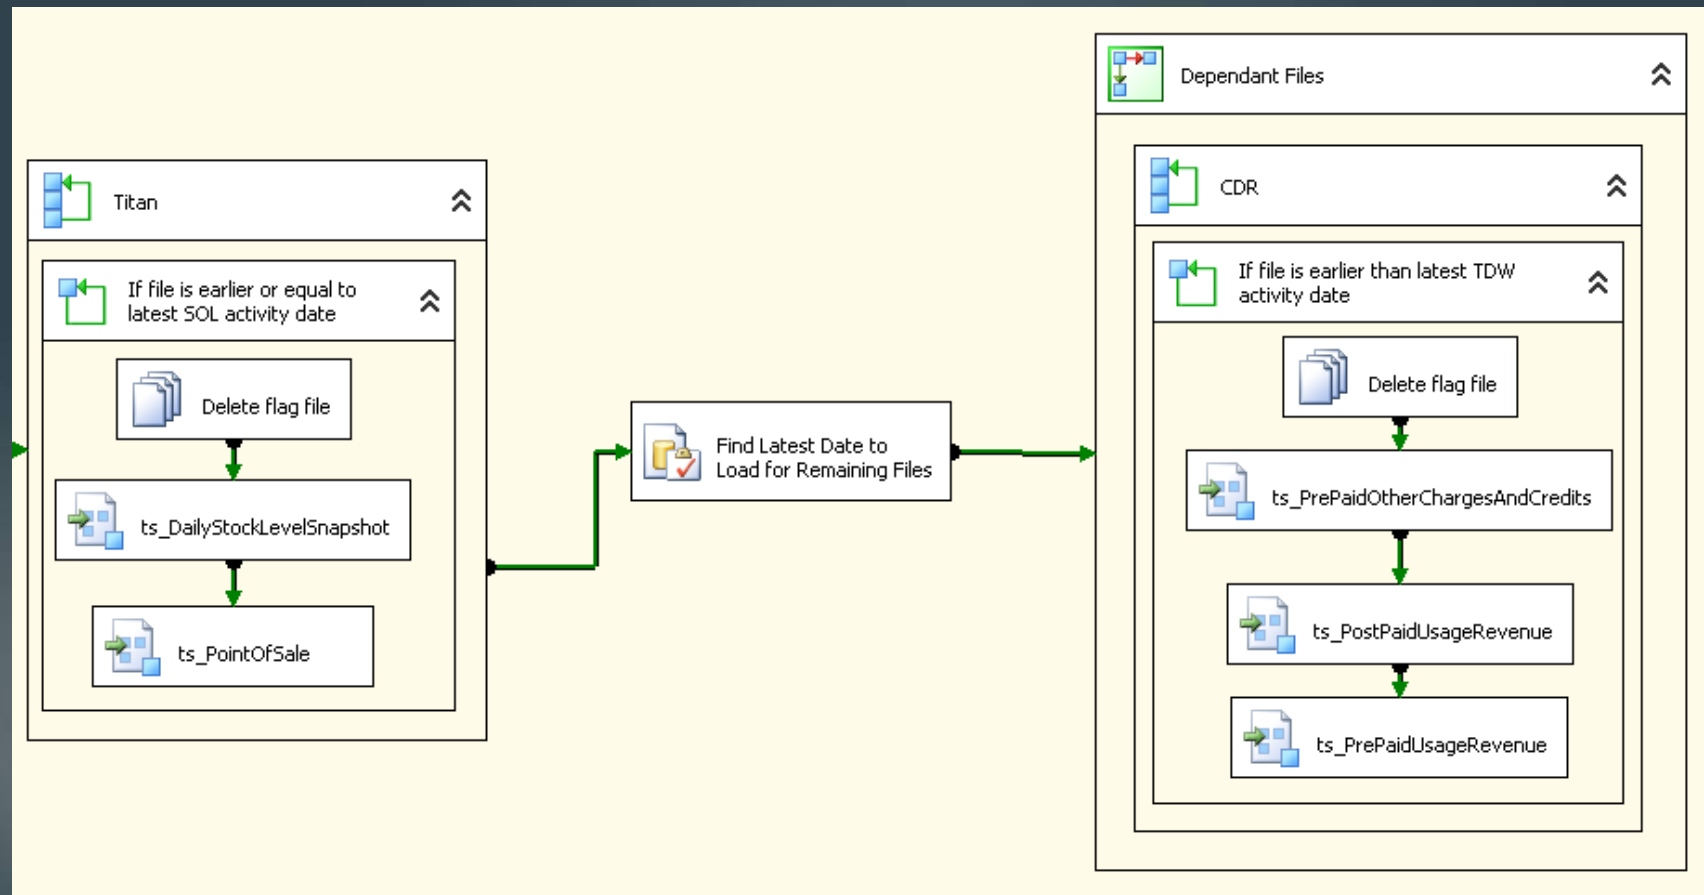 Titan
If file is earlier or equal to
latest SOL activity date
Delete flag file
ts_DailyStockLevelSnapshot
ts_PointOfSale
Find Latest Date to
Load for Remaining Files
Dependant Files
CDR
If file is earlier than latest TDW
activity date
Delete flag file
ts_PrePaidOtherChargesAndCredits
ts_PostPaidUsageRevenue
ts_PrePaidUsageRevenue